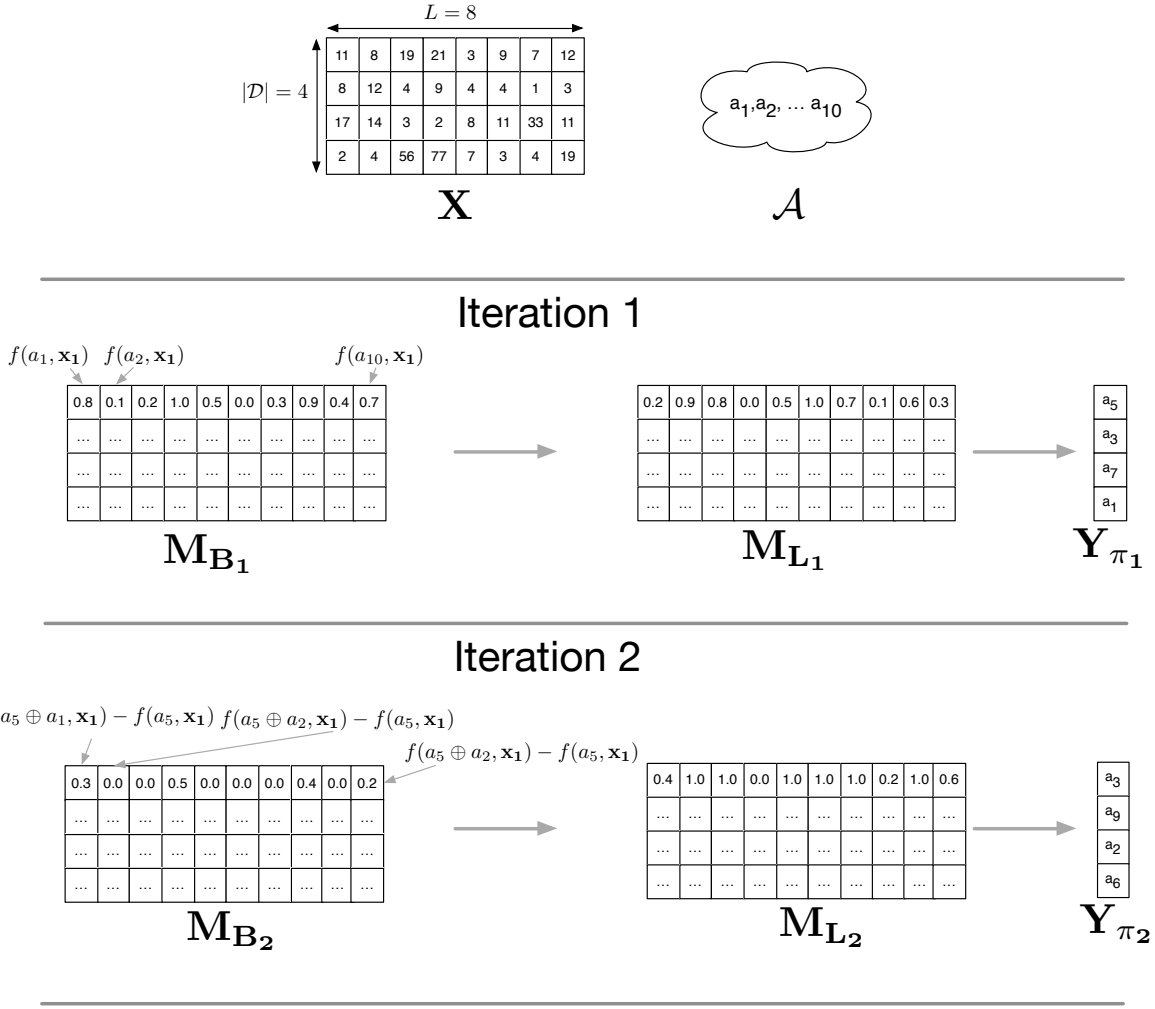 L = 8
|𝒟| = 4
11 8 19 21 3 9 7 12
8 12 4 9 4 4 1 3
17 14 3 2 8 11 33 11
2 4 56 77 7 3 4 19
X
a1,a2, ... a10
𝒜
Iteration 1
f(a1, x1) f(a2, x1) f(a10, x1)
0.8 0.1 0.2 1.0 0.5 0.0 0.3 0.9 0.4 0.7
... ... ... ... ... ... ... ... ... ...
... ... ... ... ... ... ... ... ... ...
... ... ... ... ... ... ... ... ... ...
MB1
0.2 0.9 0.8 0.0 0.5 1.0 0.7 0.1 0.6 0.3
... ... ... ... ... ... ... ... ... ...
... ... ... ... ... ... ... ... ... ...
... ... ... ... ... ... ... ... ... ...
ML1
a5
a3
a7
a1
Yπ1
Iteration 2
a5 ⊕ a1, x1) − f(a5, x1) f(a5 ⊕ a2, x1) − f(a5, x1)
f(a5 ⊕ a2, x1) − f(a5, x1)
0.3 0.0 0.0 0.5 0.0 0.0 0.0 0.4 0.0 0.2
... ... ... ... ... ... ... ... ... ...
... ... ... ... ... ... ... ... ... ...
... ... ... ... ... ... ... ... ... ...
MB2
0.4 1.0 1.0 0.0 1.0 1.0 1.0 0.2 1.0 0.6
... ... ... ... ... ... ... ... ... ...
... ... ... ... ... ... ... ... ... ...
... ... ... ... ... ... ... ... ... ...
ML2
a3
a9
a2
a6
Yπ2